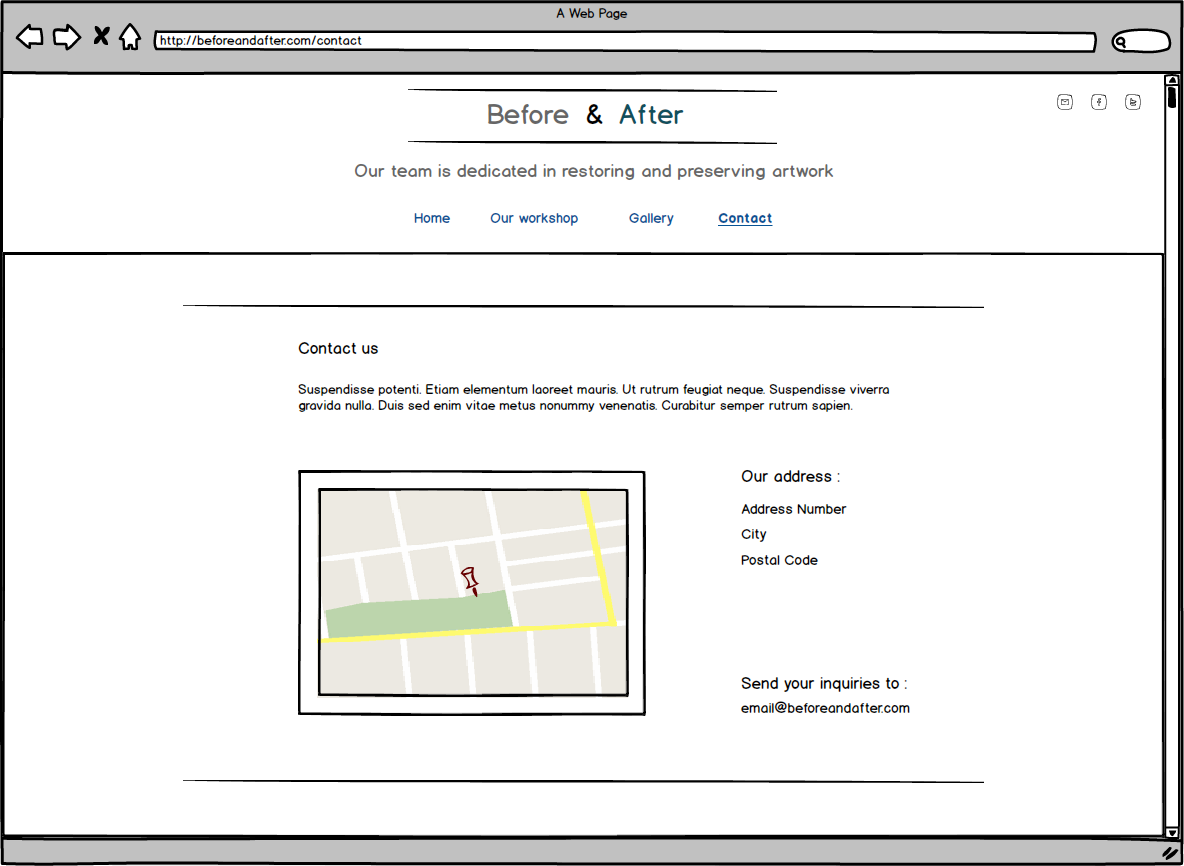 A Web Page
http://beforeandafter.com/contact
Before & After
Our team is dedicated in restoring and preserving artwork
Home Our workshop Gallery Contact
Contact us
Suspendisse potenti. Etiam elementum laoreet mauris. Ut rutrum feugiat neque. Suspendisse viverra
gravida nulla. Duis sed enim vitae metus nonummy venenatis. Curabitur semper rutrum sapien.
Our address :
Address Number
City
Postal Code
Send your inquiries to :
email@beforeandafter.com